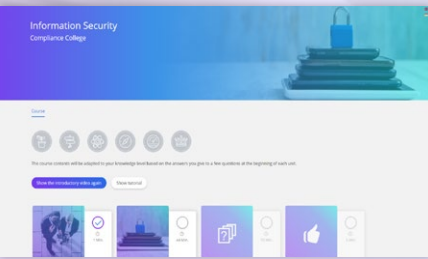 Information Security
Compliance College
Course
The course contents will be adapted to your knowledge level based on the answers you give to a few questions at the beginning of each unit.
Show the introductory video again
Show tutorial